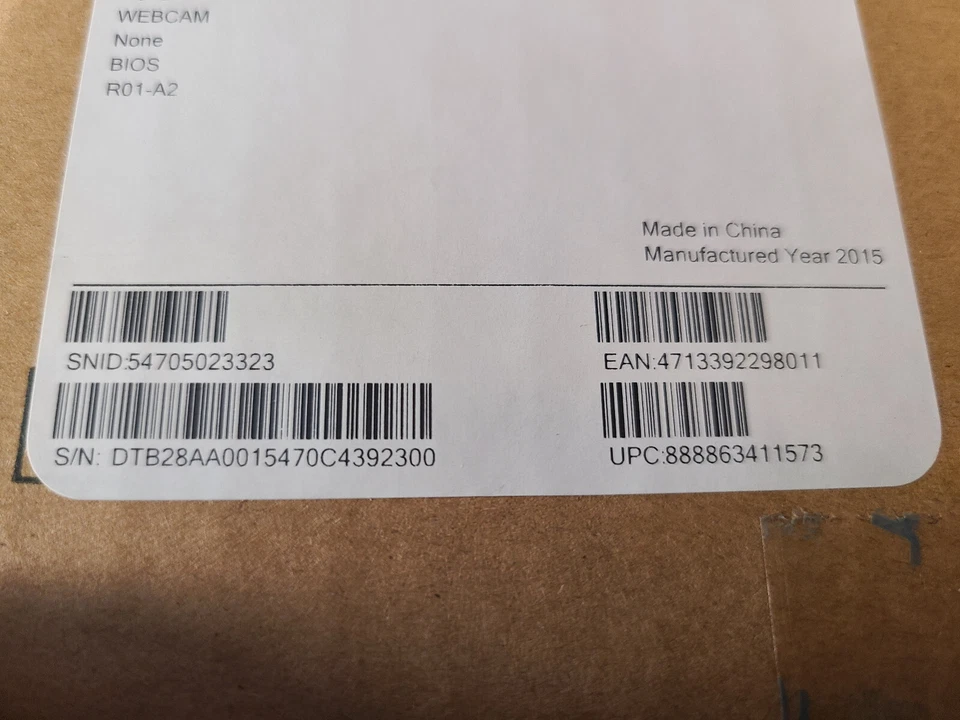 WEBCAM
None
BIOS
R01-A2
Made in China
Manufactured Year 2015
SNID:54705023323
EAN:4713392298011
S/N: DTB28AA0015470C4392300
UPC:888863411573